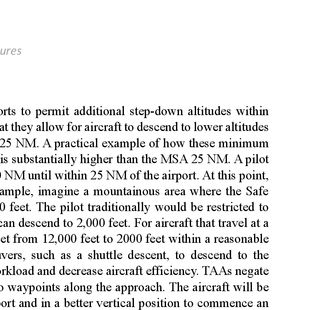 ures
orts to permit additional step-down altitudes within
at they allow for aircraft to descend to lower altitudes
25 NM. A practical example of how these minimum
is substantially higher than the MSA 25 NM. A pilot
NM until within 25 NM of the airport. At this point,
ample, imagine a mountainous area where the Safe
0 feet. The pilot traditionally would be restricted to
can descend to 2,000 feet. For aircraft that travel at a
et from 12,000 feet to 2000 feet within a reasonable
vers, such as a shuttle descent, to descend to the
rkload and decrease aircraft efficiency. TAAs negate
o waypoints along the approach. The aircraft will be
ort and in a better vertical position to commence an